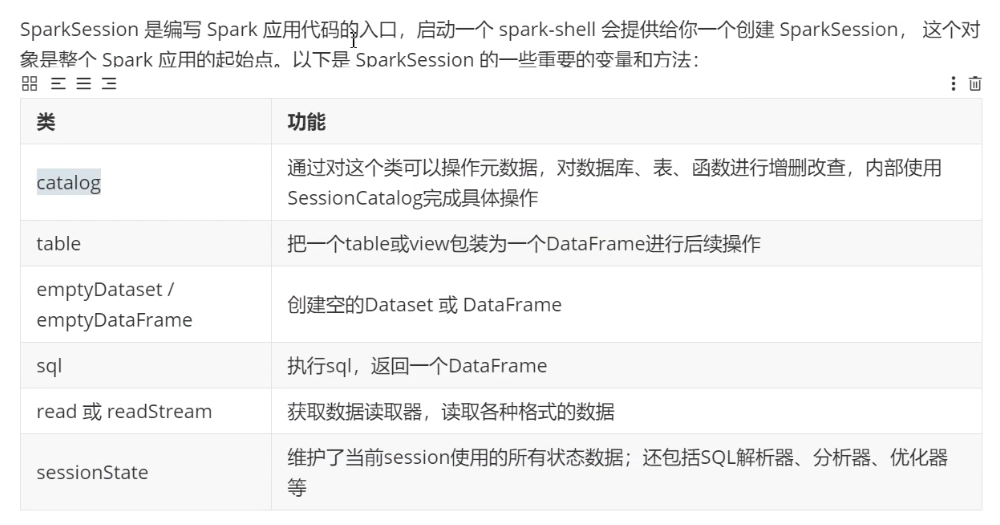 SparkSession 是编写 Spark 应用代码的入口，启动一个 spark-shell 会提供给你一个创建 SparkSession， 这个对
象是整个 Spark 应用的起始点。以下是 SparkSession 的一些重要的变量和方法：
类 功能
catalog 通过对这个类可以操作元数据，对数据库、表、函数进行增删改查，内部使用
SessionCatalog完成具体操作
table 把一个table或view包装为一个DataFrame进行后续操作
emptyDataset /
emptyDataFrame 创建空的Dataset 或 DataFrame
sql 执行sql，返回一个DataFrame
read 或 readStream 获取数据读取器，读取各种格式的数据
sessionState 维护了当前session使用的所有状态数据；还包括SQL解析器、分析器、优化器
等